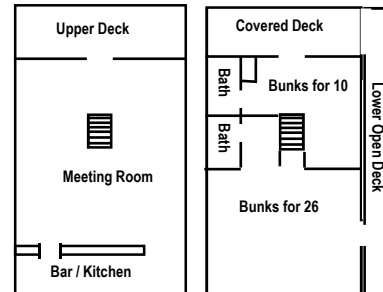 Upper Deck
Meeting Room
Bar / Kitchen
Covered Deck
Bath
Bunks for 10
Bath
Lower Open Deck
Bunks for 26